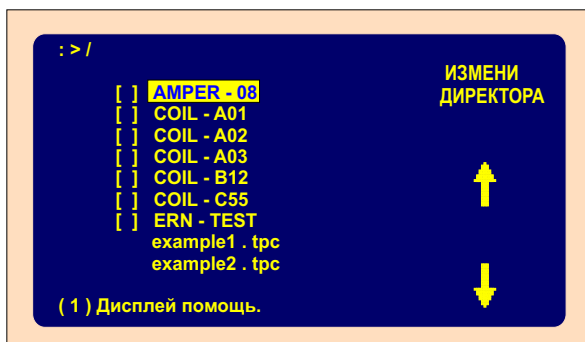 : > /
ИЗМЕНИ
ДИРЕКТОРА
[ ] AMPER - 08
[ ] COIL - A01
[ ] COIL - A02
[ ] COIL - A03
[ ] COIL - B12
[ ] COIL - C55
[ ] ERN - TEST
example1 . tpc
example2 . tpc
( 1 ) Дисплей помощь.